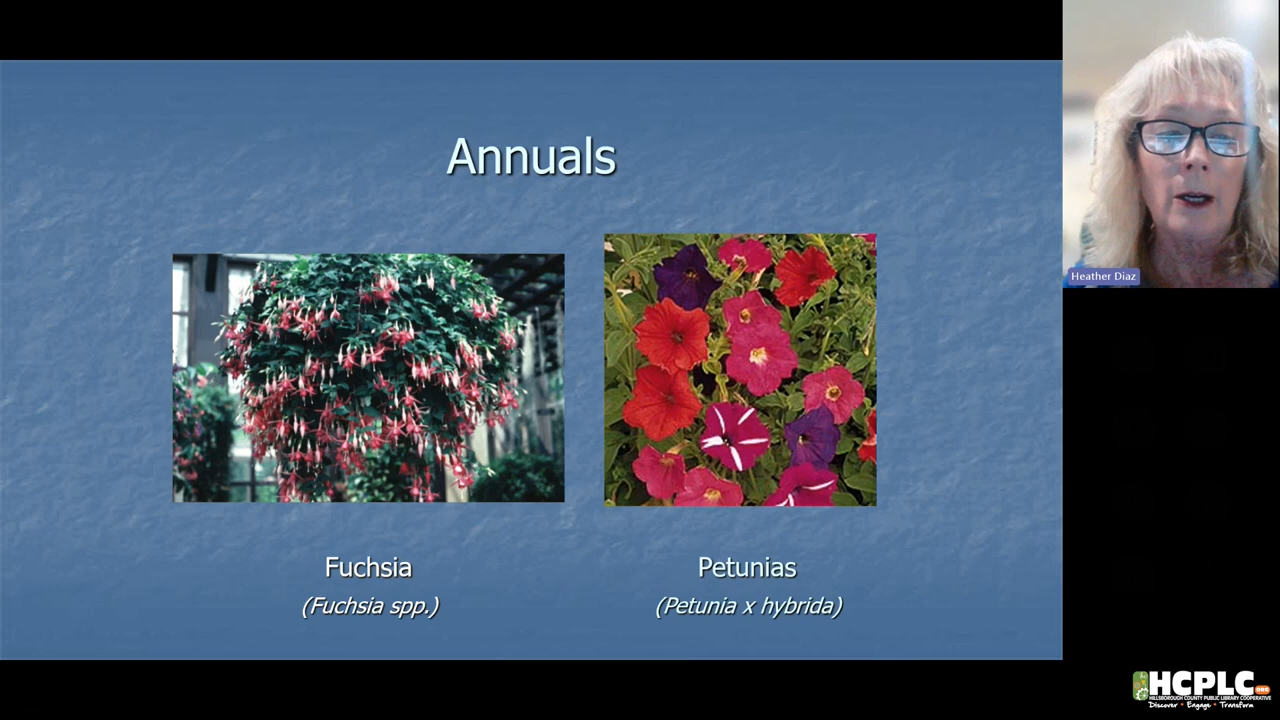 Annuals
Fuchsia
(Fuchsia spp.)
Petunias
(Petunia x hybrida)
Heather Diaz
HCPLC
HILLSBOROUGH COUNTY PUBLIC LIBRARY COOPERATIVE
Discover • Engage • Transform